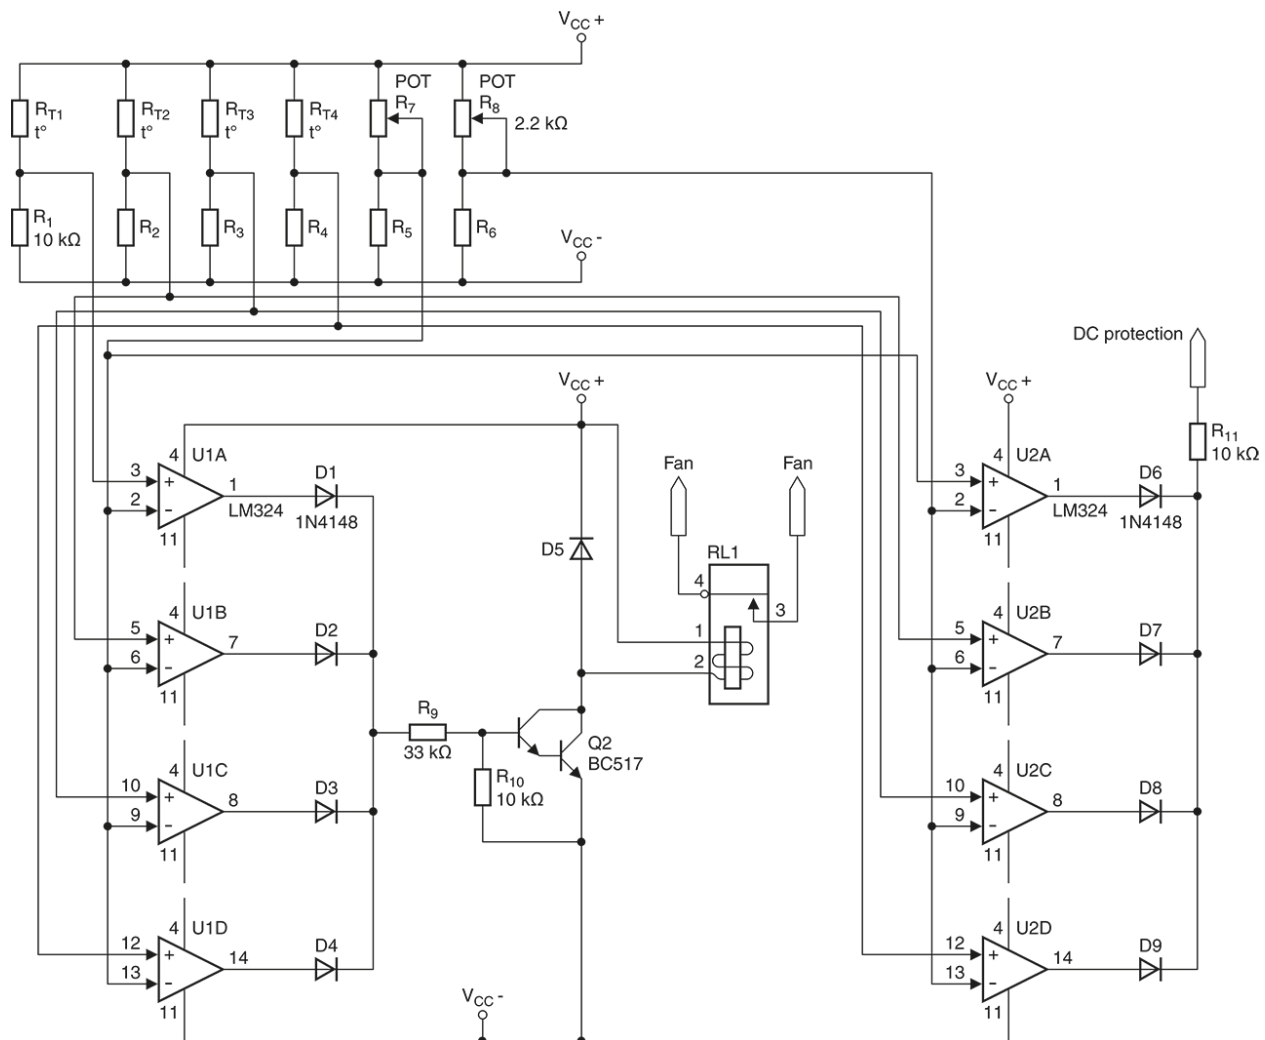 VCC +
POT
POT
RT1
t°
RT2
t°
RT3
t°
RT4
t°
R7
R8
2.2 kΩ
R1
10 kΩ
R2
R3
R4
R5
R6
VCC -
DC protection
VCC +
VCC +
R11
10 kΩ
4
U1A
3
+
2
-
1
LM324
11
D1
1N4148
Fan
Fan
4
U2A
3
+
2
-
1
LM324
11
D6
1N4148
D5
RL1
4
3
1
2
4
U1B
5
+
6
-
7
11
D2
4
U2B
5
+
6
-
7
11
D7
R9
33 kΩ
Q2
BC517
R10
10 kΩ
4
U1C
10
+
9
-
8
11
D3
4
U2C
10
+
9
-
8
11
D8
4
U1D
12
+
13
-
14
11
D4
VCC -
4
U2D
12
+
13
-
14
11
D9